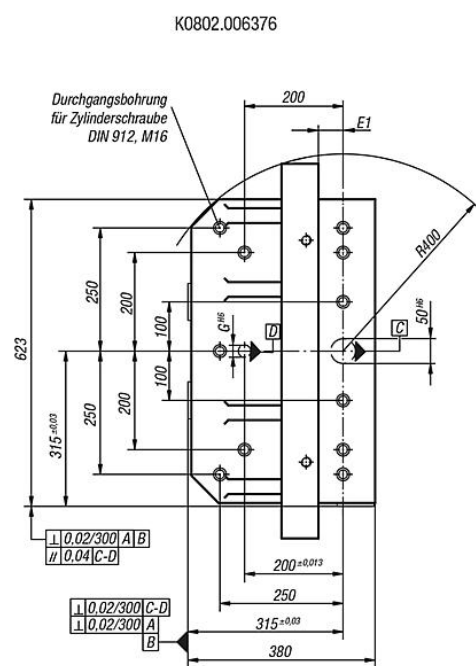 K0802.006376
Durchgangsbohrung
für Zylinderschraube
DIN 912, M16
200
E1
R400
623
250
200
100
G H6
D
50 H6
C
315 ±0,03
250
200
100
⊥ 0,02/300 A B
// 0,04 C-D
200 ±0,013
250
⊥ 0,02/300 C-D
⊥ 0,02/300 A
B
315 ±0,03
380